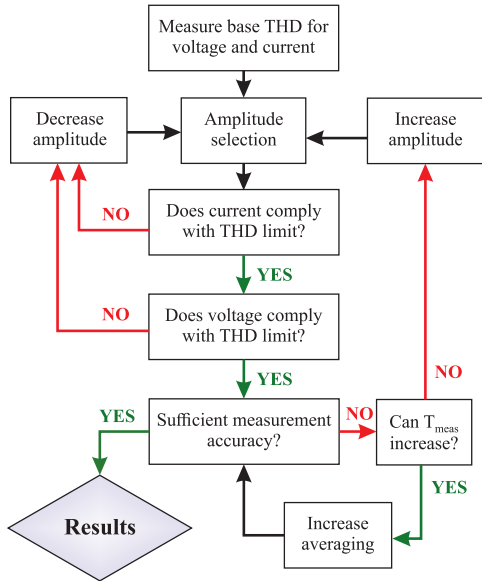 Measure base THD for
voltage and current
Decrease
amplitude
Amplitude
selection
Increase
amplitude
NO
Does current comply
with THD limit?
YES
NO
Does voltage comply
with THD limit?
YES
NO
YES
Sufficient measurement
accuracy?
NO
Can Tmeas
increase?
YES
Results
Increase
averaging